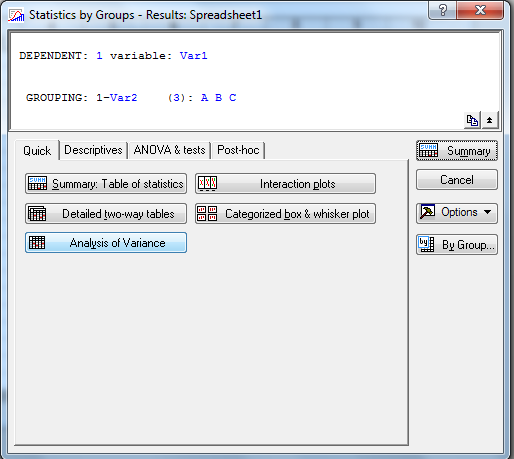 Statistics by Groups - Results: Spreadsheet1
DEPENDENT: 1 variable: Var1
GROUPING: 1-Var2 (3): A B C
Quick Descriptives ANOVA & tests Post-hoc
Summary: Table of statistics Interaction plots
Detailed two-way tables Categorized box & whisker plot
Analysis of Variance
Summary
Cancel
Options
By Group...